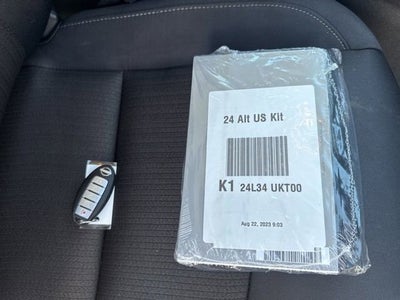 24 Alt US Kit
K1 24L34 UKT00
Aug 22, 2023 9:03